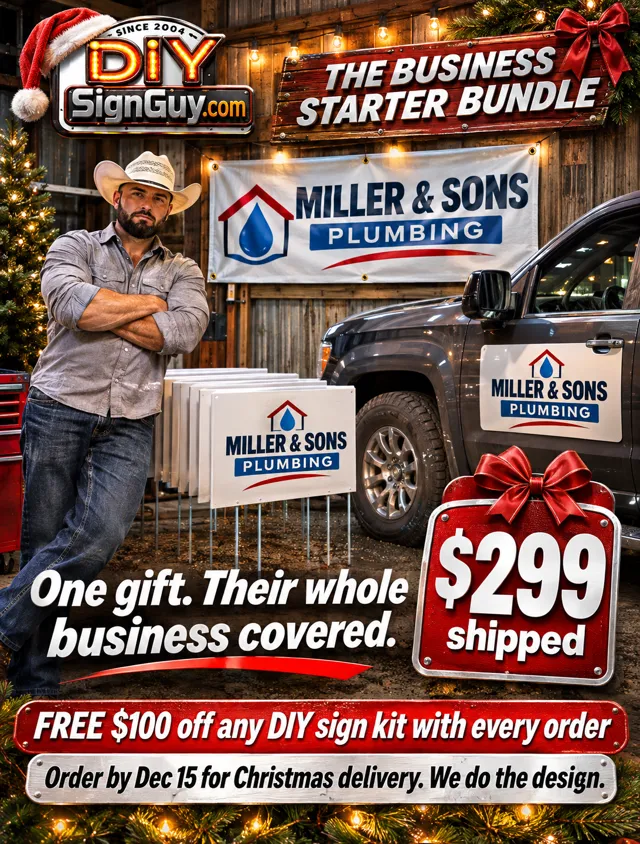 SINCE 2004
DIY
SignGuy.com
THE BUSINESS
STARTER BUNDLE
MILLER & SONS
PLUMBING
MILLER & SONS
PLUMBING
MILLER & SONS
PLUMBING
$299
shipped
One gift. Their whole
business covered.
FREE $100 off any DIY sign kit with every order
Order by Dec 15 for Christmas delivery. We do the design.